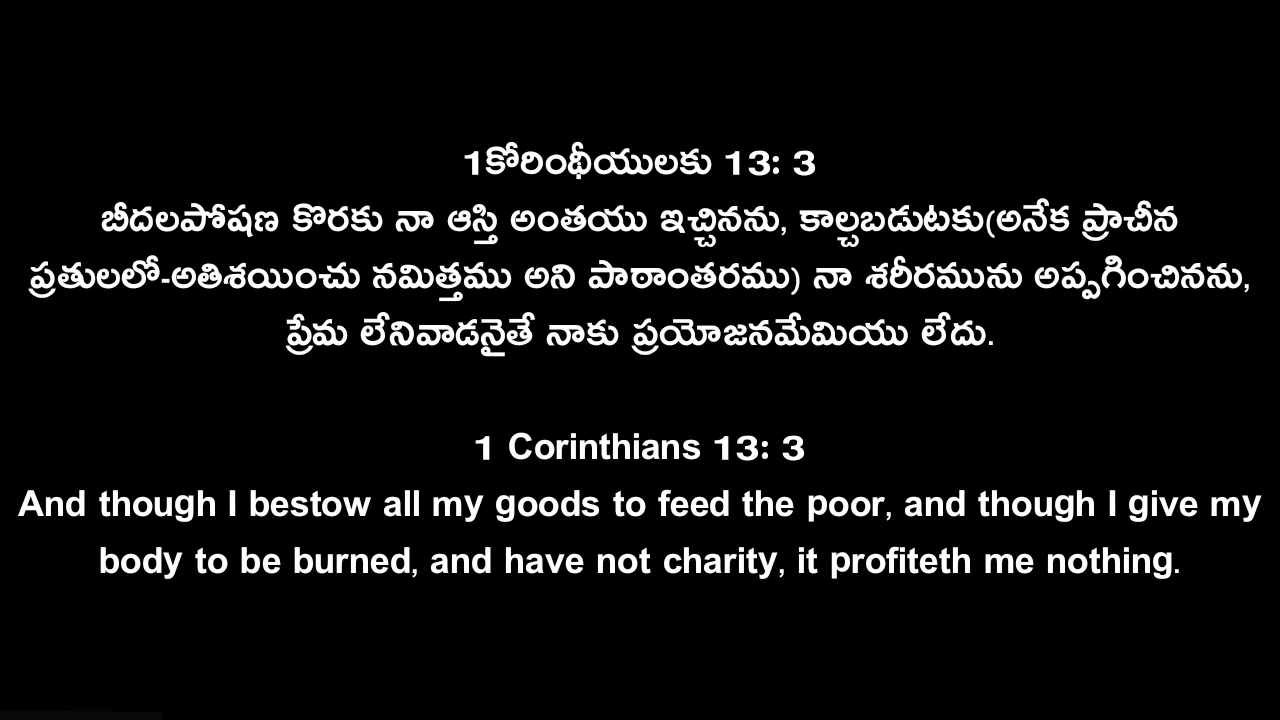 1కోరింథీయులకు 13: 3
బీదలపోషణ కొరకు నా ఆస్తి అంతయు ఇచ్చినను, కాల్చబడుటకు(అనేక ప్రాచీన
ప్రతులలో-అతిశయించు నమిత్తము అని పాఠాంతరము) నా శరీరమును అప్పగించినను,
ప్రేమ లేనివాడనైతే నాకు ప్రయోజనమేమియు లేదు.
1 Corinthians 13: 3
And though I bestow all my goods to feed the poor, and though I give my
body to be burned, and have not charity, it profiteth me nothing.